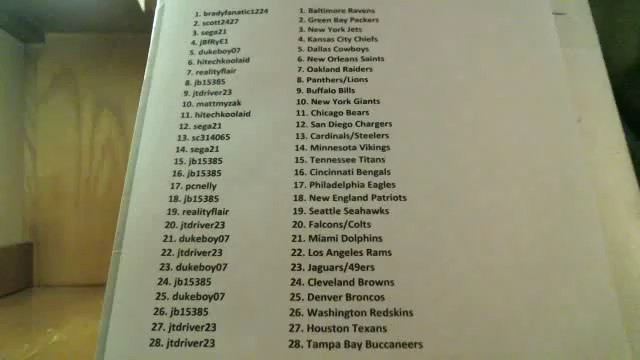 1. bradyfanatic1224 1. Baltimore Ravens
2. scott2427 2. Green Bay Packers
3. sega21 3. New York Jets
4. jBfRyE1 4. Kansas City Chiefs
5. dukeboy07 5. Dallas Cowboys
6. hitechkoolaid 6. New Orleans Saints
7. realityflair 7. Oakland Raiders
8. jb15385 8. Panthers/Lions
9. jtdriver23 9. Buffalo Bills
10. mattmyzak 10. New York Giants
11. hitechkoolaid 11. Chicago Bears
12. sega21 12. San Diego Chargers
13. sc314065 13. Cardinals/Steelers
14. sega21 14. Minnesota Vikings
15. jb15385 15. Tennessee Titans
16. jb15385 16. Cincinnati Bengals
17. pcnelly 17. Philadelphia Eagles
18. jb15385 18. New England Patriots
19. realityflair 19. Seattle Seahawks
20. jtdriver23 20. Falcons/Colts
21. dukeboy07 21. Miami Dolphins
22. jtdriver23 22. Los Angeles Rams
23. dukeboy07 23. Jaguars/49ers
24. jb15385 24. Cleveland Browns
25. dukeboy07 25. Denver Broncos
26. jb15385 26. Washington Redskins
27. jtdriver23 27. Houston Texans
28. jtdriver23 28. Tampa Bay Buccaneers